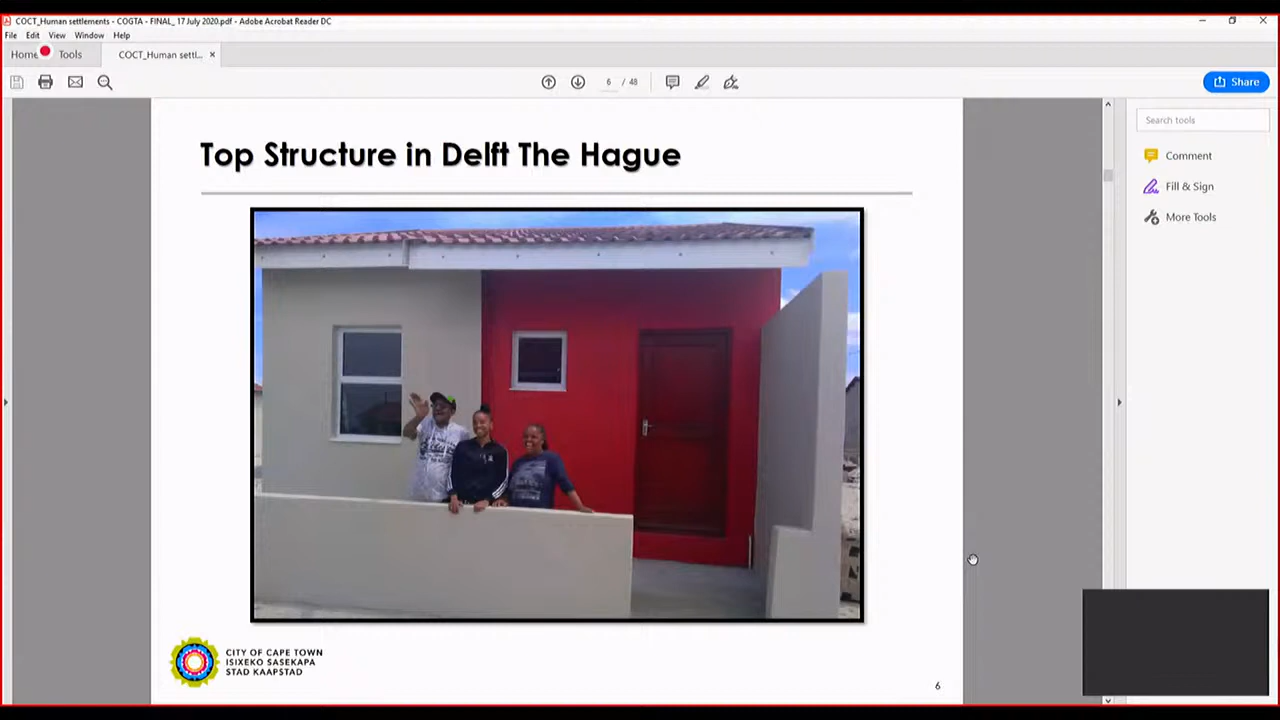 COCT_Human settlements - COGTA - FINAL_ 17 July 2020.pdf - Adobe Acrobat Reader DC
File Edit View Window Help
Home Tools COCT_Human settl... ×
6 / 48
Share
Search tools
Comment
Fill & Sign
More Tools
Top Structure in Delft The Hague
CITY OF CAPE TOWN
ISIXEKO SASEKAPA
STAD KAAPSTAD
6